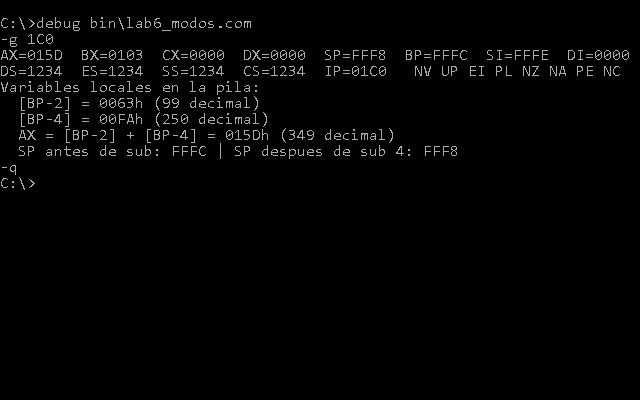 C:\>debug bin\lab6_modos.com
-g 1C0
AX=015D  BX=0103  CX=0000  DX=0000  SP=FFF8  BP=FFFC  SI=FFFE  DI=0000
DS=1234  ES=1234  SS=1234  CS=1234  IP=01C0   NV UP EI PL NZ NA PE NC
Variables locales en la pila:
  [BP-2] = 0063h (99 decimal)
  [BP-4] = 00FAh (250 decimal)
  AX = [BP-2] + [BP-4] = 015Dh (349 decimal)
  SP antes de sub: FFFC | SP despues de sub 4: FFF8
-q
C:\>